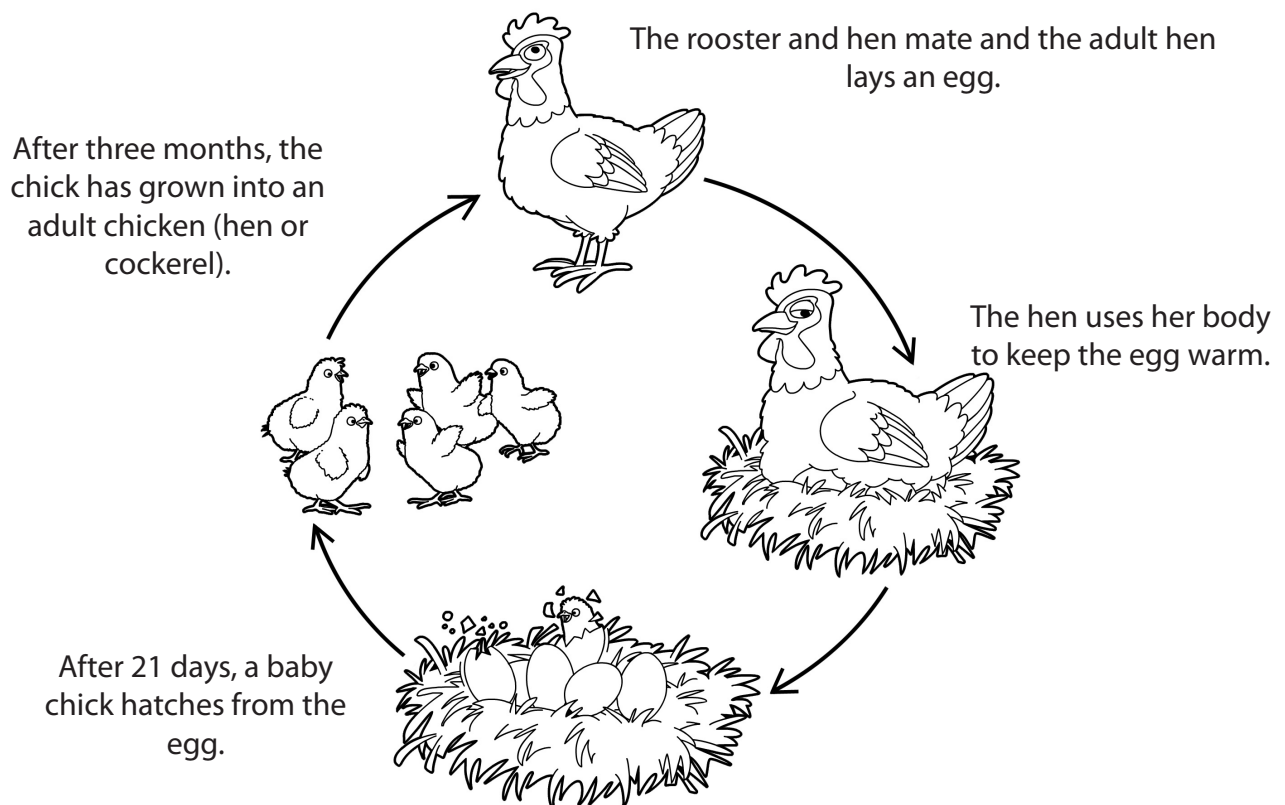 The rooster and hen mate and the adult hen
lays an egg.
The hen uses her body
to keep the egg warm.
After 21 days, a baby
chick hatches from the
egg.
After three months, the
chick has grown into an
adult chicken (hen or
cockerel).